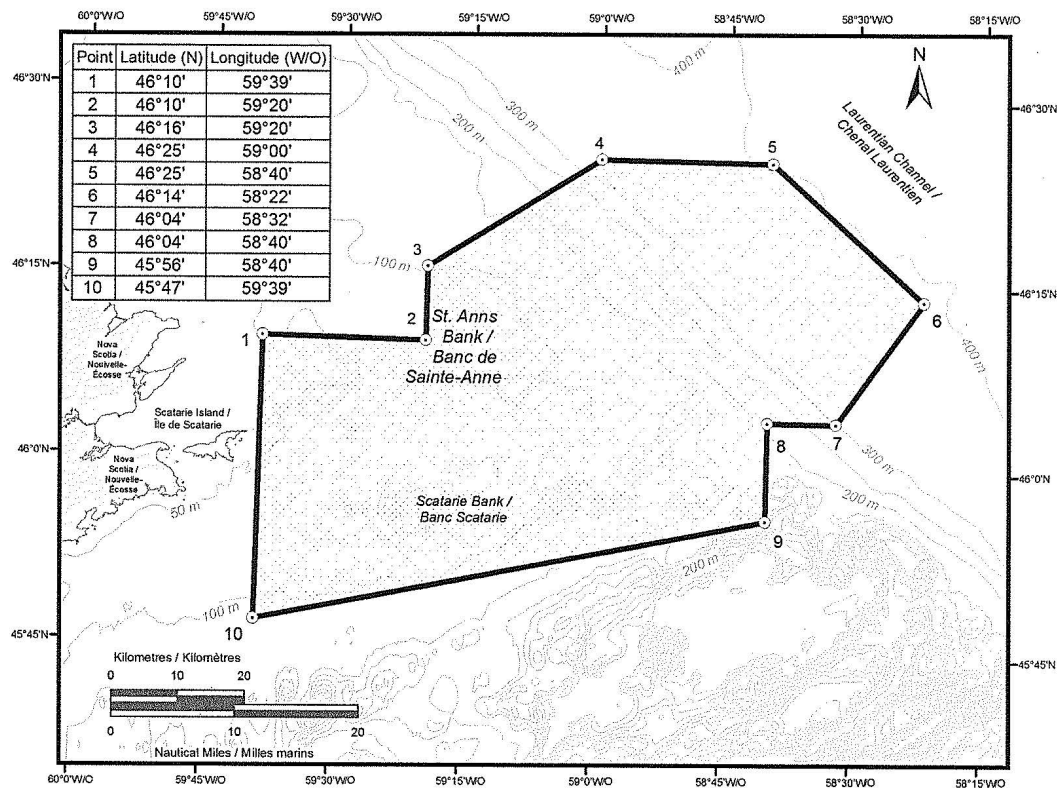 60°0'W/O 59°45'W/O 59°30'W/O 59°15'W/O 59°0'W/O 58°45'W/O 58°30'W/O 58°15'W/O
Point Latitude (N) Longitude (W/O)
1 46°10' 59°39'
2 46°10' 59°20'
3 46°16' 59°20'
4 46°25' 59°00'
5 46°25' 58°40'
6 46°14' 58°22'
7 46°04' 58°32'
8 46°04' 58°40'
9 45°56' 58°40'
10 45°47' 59°39'
N
400 m
300 m
200 m
Laurentian Channel /
Chenal Laurentien
46°30'N
46°30'N
4
5
3
100 m
46°15'N
46°15'N
6
400 m
1
2
St. Anns
Bank /
Banc de
Sainte-Anne
Nova
Scotia /
Nouvelle-
Écosse
Scatarie Island /
Île de Scatarie
46°0'N
46°0'N
8
7
300 m
200 m
Nova
Scotia /
Nouvelle-
Écosse
50 m
Scatarie Bank /
Banc Scatarie
9
200 m
100 m
10
45°45'N
45°45'N
Kilometres / Kilomètres
0 10 20
0 10 20
Nautical Miles / Milles marins
60°0'W/O 59°45'W/O 59°30'W/O 59°15'W/O 59°0'W/O 58°45'W/O 58°30'W/O 58°15'W/O